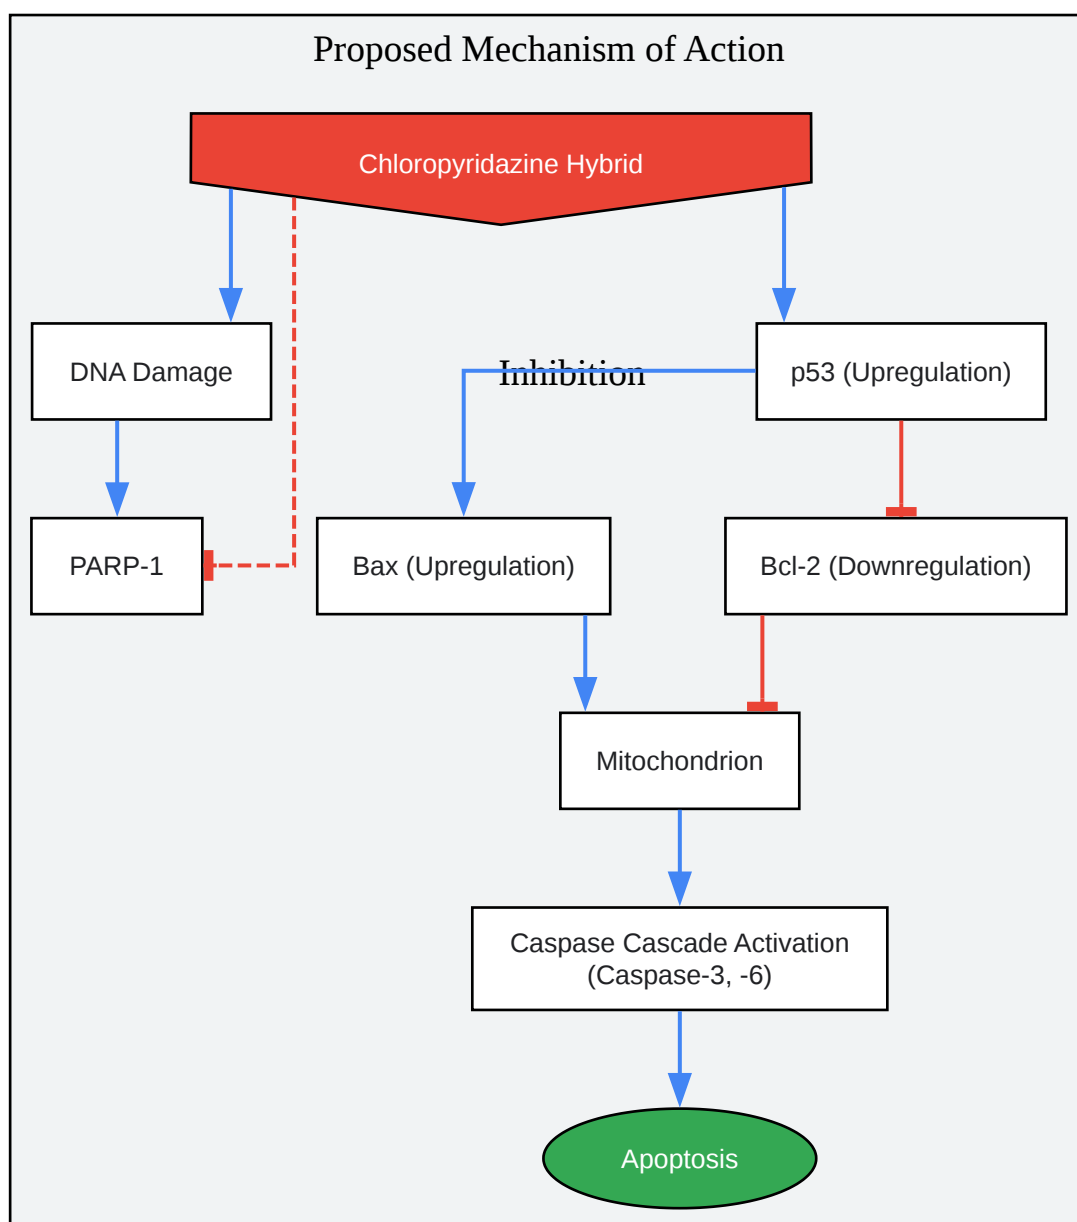 Proposed Mechanism of Action
Chloropyridazine Hybrid
DNA Damage
Inhibition
p53 (Upregulation)
PARP-1
Bax (Upregulation)
Bcl-2 (Downregulation)
Mitochondrion
Caspase Cascade Activation
(Caspase-3, -6)
Apoptosis